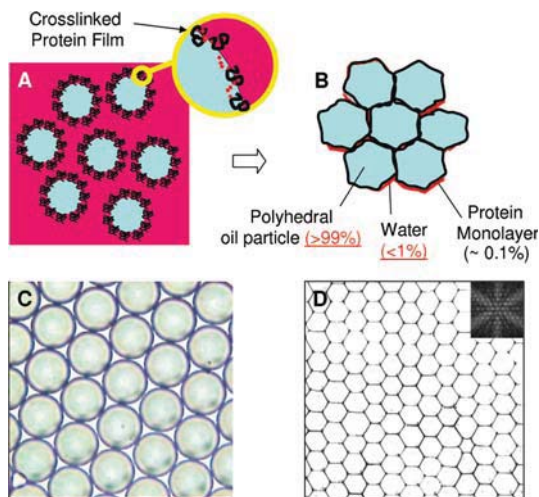 Crosslinked
Protein Film
A
B
Polyhedral
oil particle (>99%)
Water
(<1%)
Protein
Monolayer
(~ 0.1%)
C
D